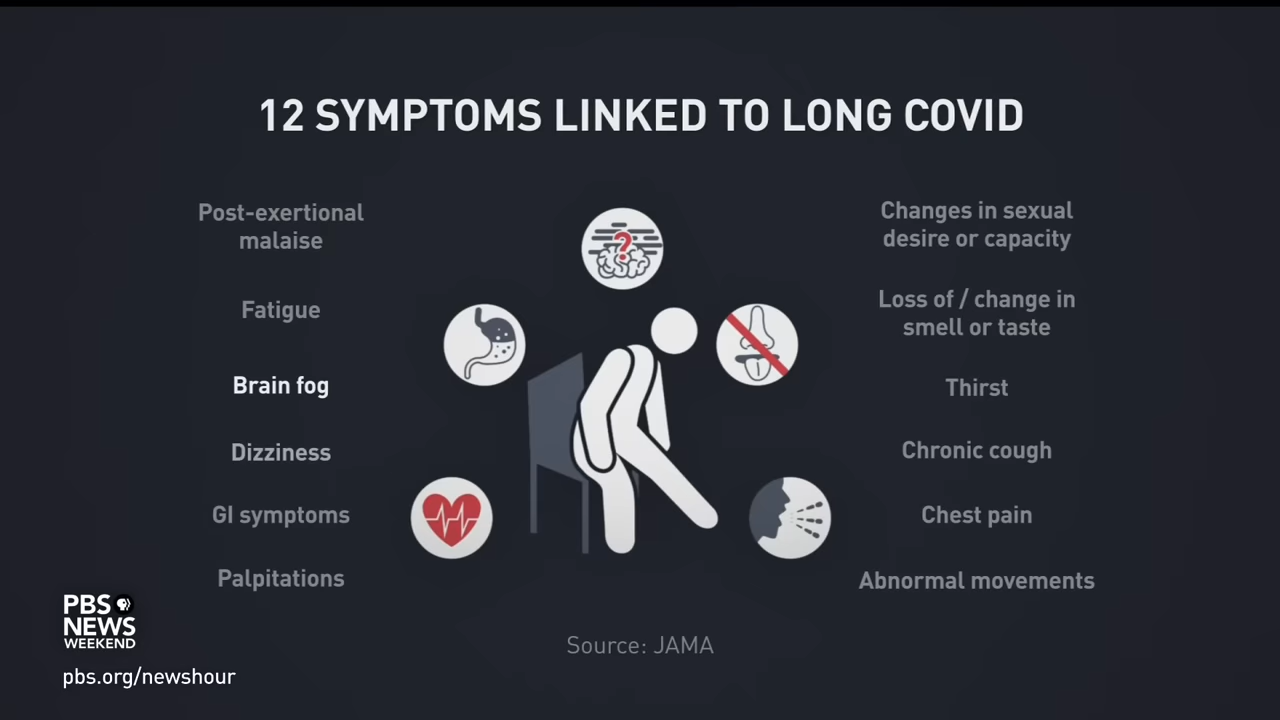 12 SYMPTOMS LINKED TO LONG COVID
Post-exertional
malaise
Fatigue
Brain fog
Dizziness
GI symptoms
Palpitations
?
Changes in sexual
desire or capacity
Loss of / change in
smell or taste
Thirst
Chronic cough
Chest pain
Abnormal movements
Source: JAMA
PBS
NEWS
WEEKEND
pbs.org/newshour